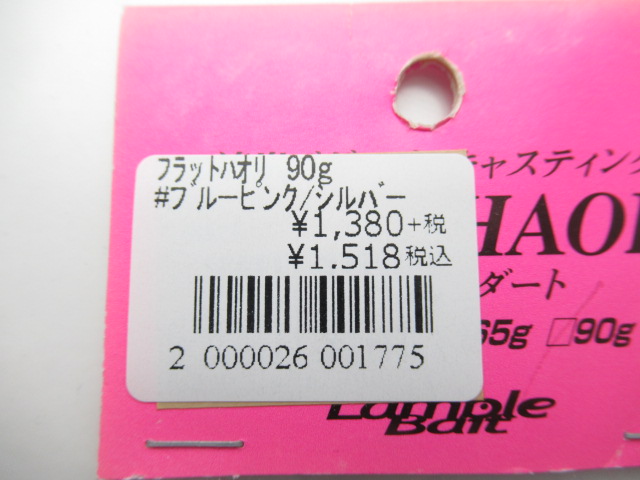 フラットハオリ 90g
#ブルーピンク/シルバー
¥1,380+税
¥1,518税込
2 000026 001775
キャスティング
HAOR
ダート
65g □90g
Lample
Bait